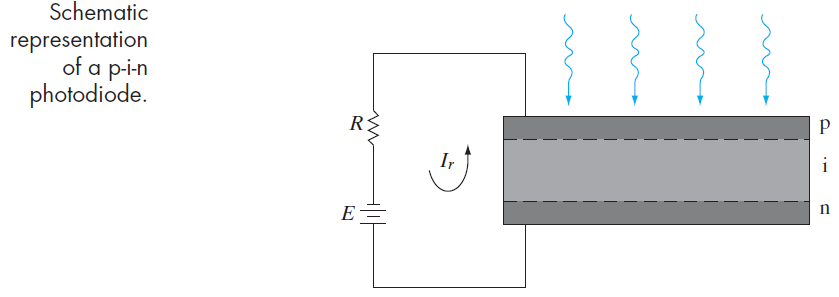 Schematic
representation
of a p-i-n
photodiode.
R
I_r
E
p
i
n